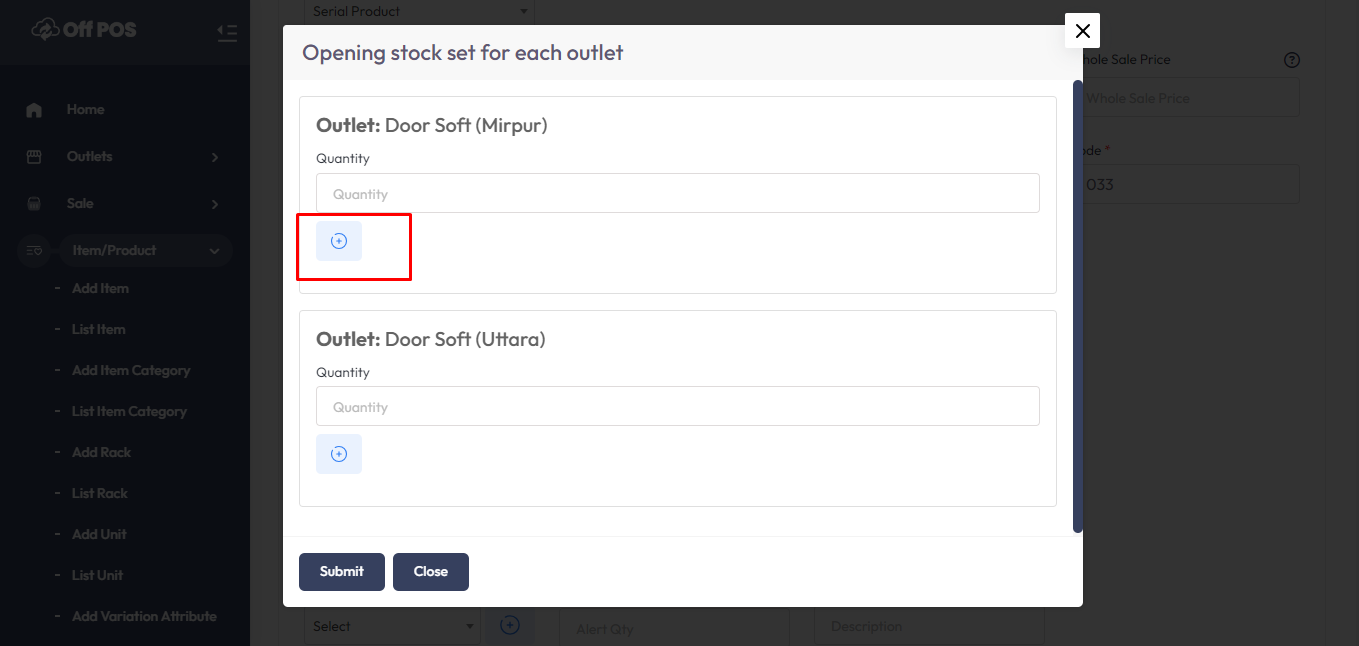 Off POS
Home
Outlets
Sale
Item/Product
- Add Item
- List Item
- Add Item Category
- List Item Category
- Add Rack
- List Rack
- Add Unit
- List Unit
- Add Variation Attribute
Serial Product
Opening stock set for each outlet
Outlet: Door Soft (Mirpur)
Quantity
Quantity
Outlet: Door Soft (Uttara)
Quantity
Quantity
Submit
Close
Sale Price
?
Whole Sale Price
*
033
Select
Alert Qty
Description